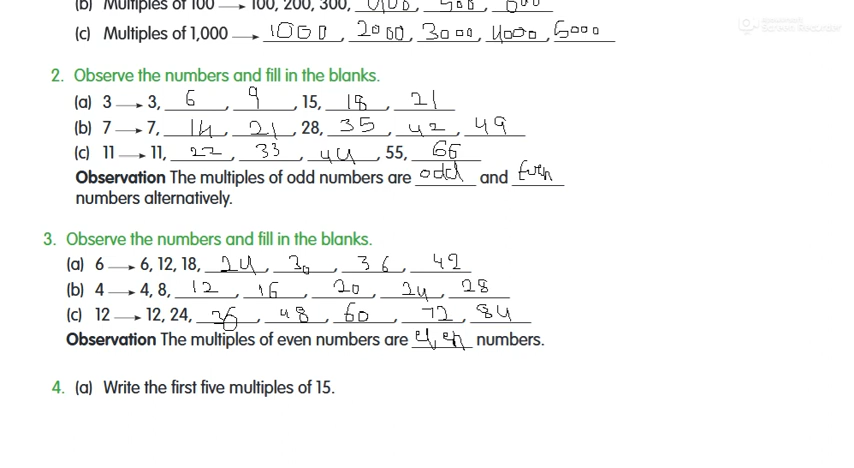 (b) Multiples of 100 → 100, 200, 300, 400, 500, 600
(c) Multiples of 1,000 → 1000, 2000, 3000, 4000, 5000
2. Observe the numbers and fill in the blanks.
(a) 3 → 3, 6, 9, 15, 18, 21
(b) 7 → 7, 14, 21, 28, 35, 42, 49
(c) 11 → 11, 22, 33, 44, 55, 66
Observation The multiples of odd numbers are odd and Even
numbers alternatively.
3. Observe the numbers and fill in the blanks.
(a) 6 → 6, 12, 18, 24, 30, 36, 42
(b) 4 → 4, 8, 12, 16, 20, 24, 28
(c) 12 → 12, 24, 36, 48, 60, 72, 84
Observation The multiples of even numbers are even numbers.
4. (a) Write the first five multiples of 15.